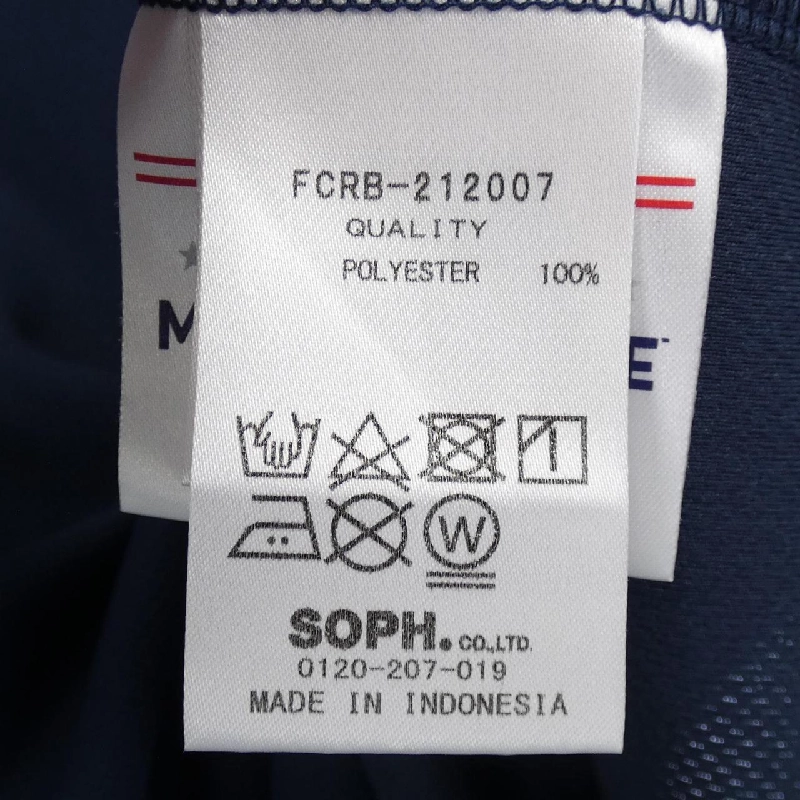 FCRB-212007
QUALITY
POLYESTER 100%
W
SOPH. CO.,LTD.
0120-207-019
MADE IN INDONESIA